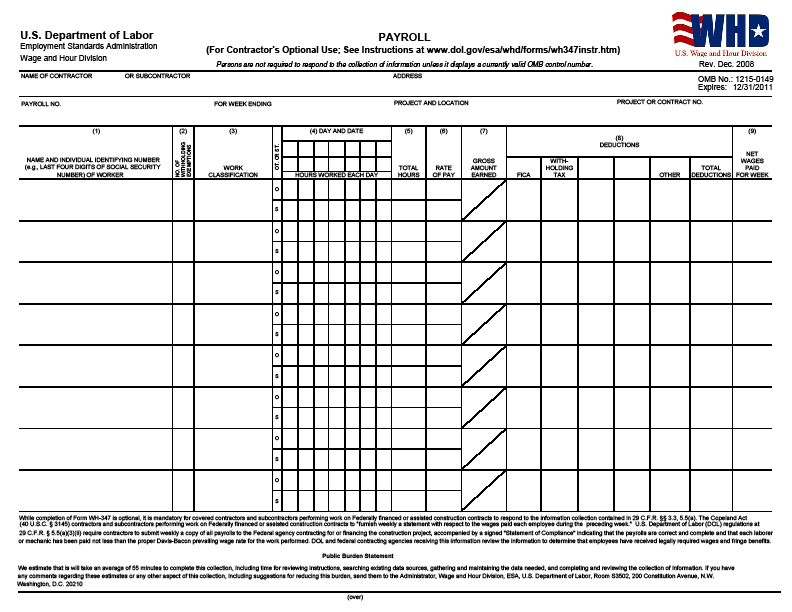 U.S. Department of Labor
Employment Standards Administration
Wage and Hour Division
PAYROLL
(For Contractor's Optional Use; See Instructions at www.dol.gov/esa/whd/forms/wh347instr.htm)
Persons are not required to respond to the collection of information unless it displays a currently valid OMB control number.
WHD
U.S. Wage and Hour Division
Rev. Dec. 2008
NAME OF CONTRACTOR OR SUBCONTRACTOR
ADDRESS
OMB No.: 1215-0149
Expires: 12/31/2011
PAYROLL NO.
FOR WEEK ENDING
PROJECT AND LOCATION
PROJECT OR CONTRACT NO.
(1)
NAME AND INDIVIDUAL IDENTIFYING NUMBER
(e.g., LAST FOUR DIGITS OF SOCIAL SECURITY
NUMBER) OF WORKER
(2)
NO. OF
WITHHOLDING
EXEMPTIONS
(3)
WORK
CLASSIFICATION
OT. OR ST.
(4) DAY AND DATE
HOURS WORKED EACH DAY
(5)
TOTAL
HOURS
(6)
RATE
OF PAY
(7)
GROSS
AMOUNT
EARNED
(8)
DEDUCTIONS
FICA
WITH-
HOLDING
TAX
OTHER
TOTAL
DEDUCTIONS
(9)
NET
WAGES
PAID
FOR WEEK
O
S
O
S
O
S
O
S
O
S
O
S
O
S
O
S
While completion of Form WH-347 is optional, it is mandatory for covered contractors and subcontractors performing work on Federally financed or assisted construction contracts to respond to the information collection contained in 29 C.F.R. §§ 3.3, 5.5(a). The Copeland Act
(40 U.S.C. § 3145) contractors and subcontractors performing work on Federally financed or assisted construction contracts to "furnish weekly a statement with respect to the wages paid each employee during the preceding week." U.S. Department of Labor (DOL) regulations at
29 C.F.R. § 5.5(a)(3)(ii) require contractors to submit weekly a copy of all payrolls to the Federal agency contracting for or financing the construction project, accompanied by a signed "Statement of Compliance" indicating that the payrolls are correct and complete and that each laborer
or mechanic has been paid not less than the proper Davis-Bacon prevailing wage rate for the work performed. DOL and federal contracting agencies receiving this information review the information to determine that employees have received legally required wages and fringe benefits.
Public Burden Statement
We estimate that is will take an average of 55 minutes to complete this collection, including time for reviewing instructions, searching existing data sources, gathering and maintaining the data needed, and completing and reviewing the collection of information. If you have
any comments regarding these estimates or any other aspect of this collection, including suggestions for reducing this burden, send them to the Administrator, Wage and Hour Division, ESA, U.S. Department of Labor, Room S3502, 200 Constitution Avenue, N.W.
Washington, D.C. 20210
(over)